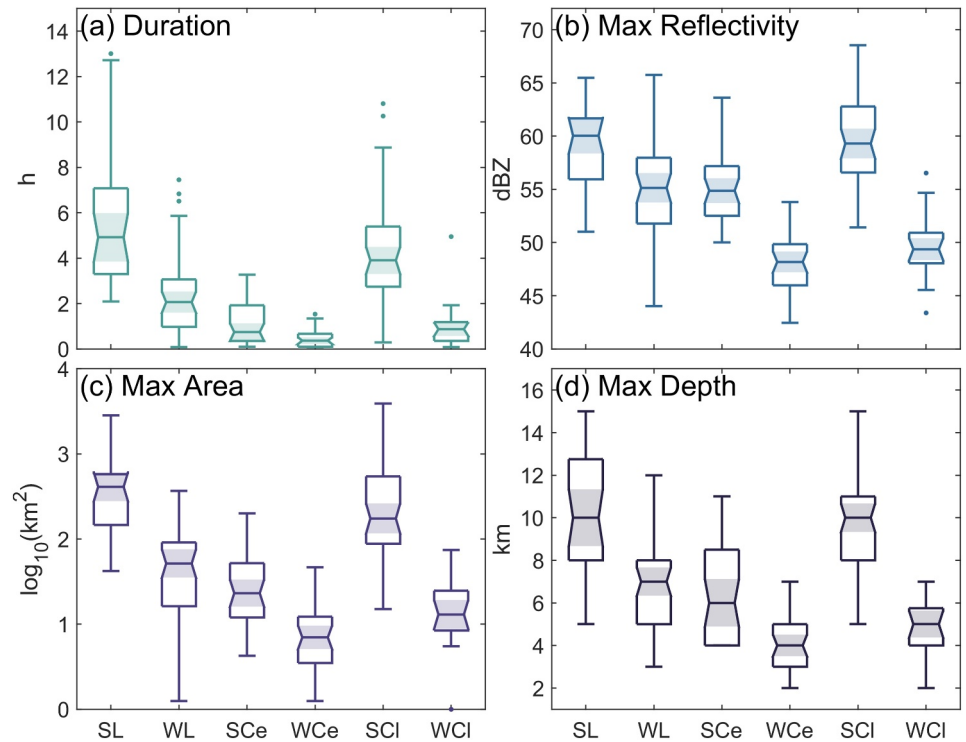 (a) Duration
h
14
12
10
8
6
4
2
0
(b) Max Reflectivity
dBZ
70
65
60
55
50
45
40
(c) Max Area
log₁₀(km²)
4
3
2
1
0
SL WL SCe WCe SCl WCl
(d) Max Depth
km
16
14
12
10
8
6
4
2
SL WL SCe WCe SCl WCl